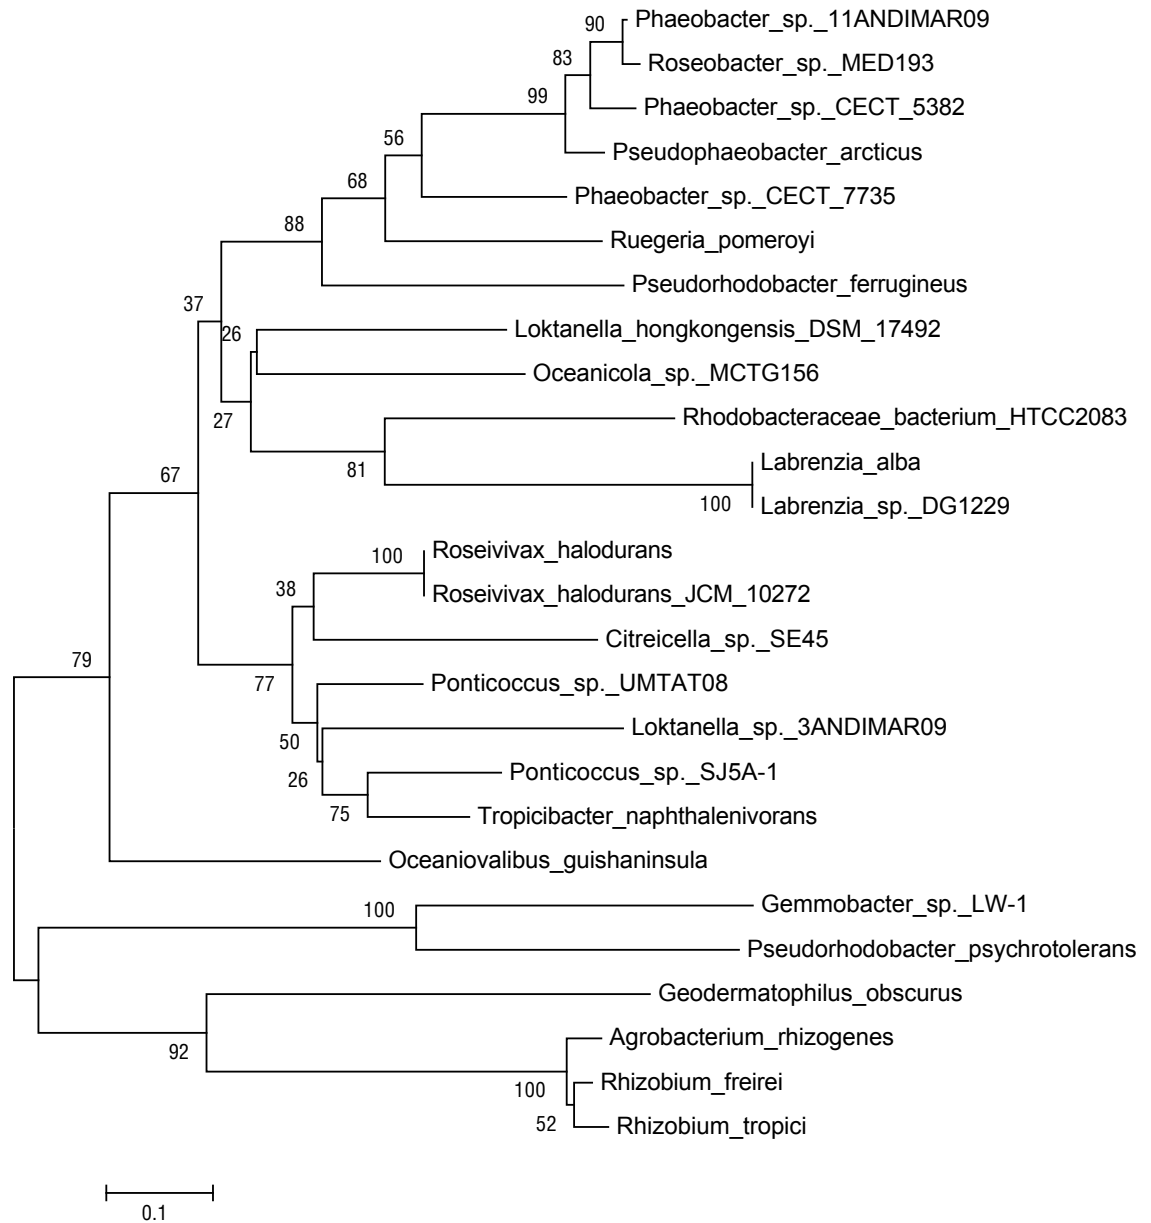 90
Phaeobacter_sp._11ANDIMAR09
83
Roseobacter_sp._MED193
99
Phaeobacter_sp._CECT_5382
56
Pseudophaeobacter_arcticus
68
Phaeobacter_sp._CECT_7735
88
Ruegeria_pomeroyi
Pseudorhodobacter_ferrugineus
37
26
Loktanella_hongkongensis_DSM_17492
Oceanicola_sp._MCTG156
27
Rhodobacteraceae_bacterium_HTCC2083
67
81
Labrenzia_alba
100
Labrenzia_sp._DG1229
100
Roseivivax_halodurans
38
Roseivivax_halodurans_JCM_10272
Citreicella_sp._SE45
79
77
Ponticoccus_sp._UMTAT08
50
Loktanella_sp._3ANDIMAR09
26
Ponticoccus_sp._SJ5A-1
75
Tropicibacter_naphthalenivorans
Oceaniovalibus_guishaninsula
100
Gemmobacter_sp._LW-1
Pseudorhodobacter_psychrotolerans
Geodermatophilus_obscurus
92
Agrobacterium_rhizogenes
100
Rhizobium_freirei
52
Rhizobium_tropici
0.1